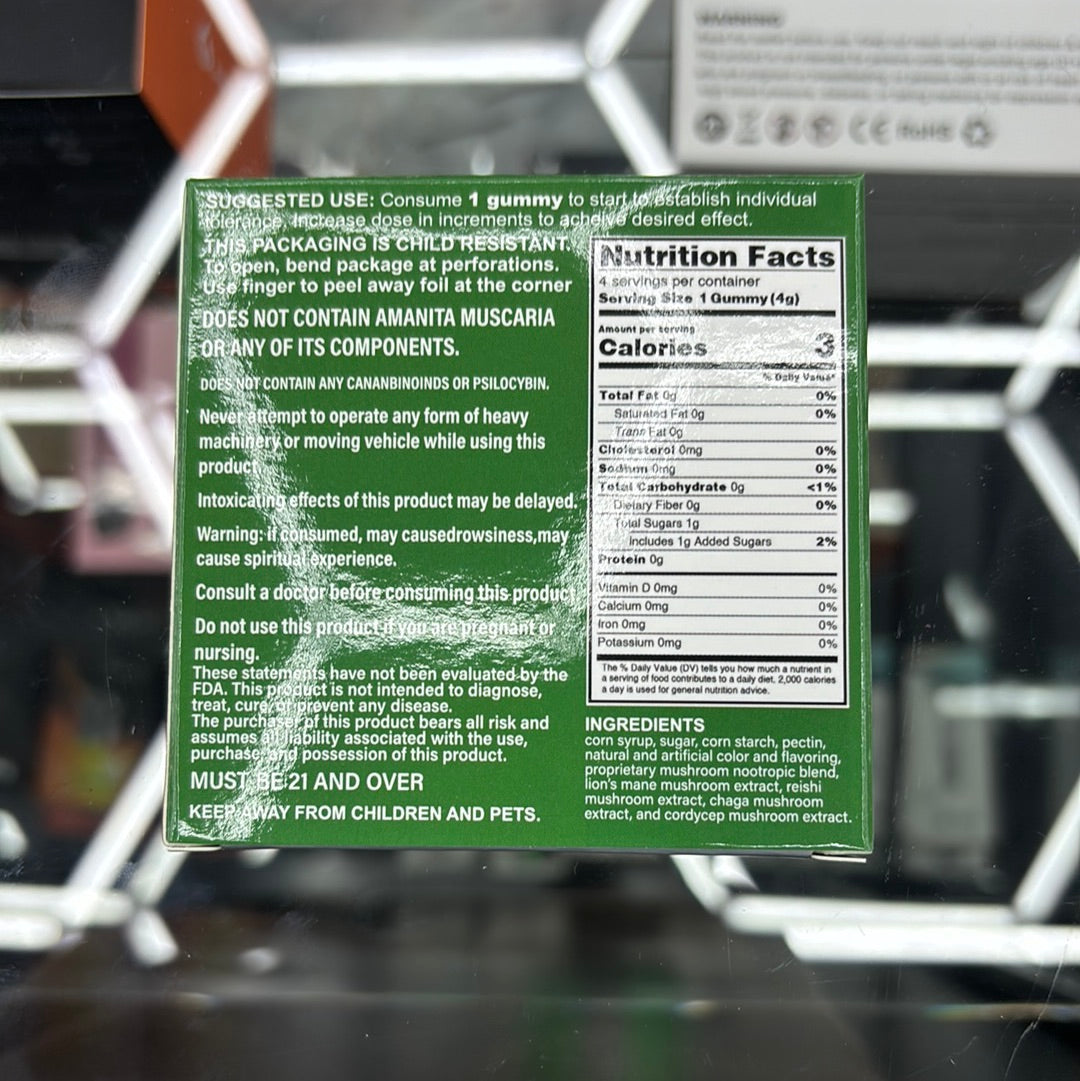 WARNING
CE RoHS
SUGGESTED USE: Consume 1 gummy to start to establish individual
tolerance. Increase dose in increments to acheive desired effect.
THIS PACKAGING IS CHILD RESISTANT.
To open, bend package at perforations.
Use finger to peel away foil at the corner
DOES NOT CONTAIN AMANITA MUSCARIA
OR ANY OF ITS COMPONENTS.
DOES NOT CONTAIN ANY CANANBINOINDS OR PSILOCYBIN.
Never attempt to operate any form of heavy
machinery or moving vehicle while using this
product
Intoxicating effects of this product may be delayed.
Warning: if consumed, may causedrowsiness,may
cause spiritual experience.
Consult a doctor before consuming this product
Do not use this product if you are pregnant or
nursing.
These statements have not been evaluated by the
FDA. This product is not intended to diagnose,
treat, cure, or prevent any disease.
The purchaser of this product bears all risk and
assumes all liability associated with the use,
purchase, and possession of this product.
MUST BE 21 AND OVER
KEEP AWAY FROM CHILDREN AND PETS.
Nutrition Facts
4 servings per container
Serving Size 1 Gummy (4g)
Amount per serving
Calories 3
% Daily Value*
Total Fat 0g 0%
Saturated Fat 0g 0%
Trans Fat 0g
Cholesterol 0mg 0%
Sodium 0mg 0%
Total Carbohydrate 0g <1%
Dietary Fiber 0g 0%
Total Sugars 1g
Includes 1g Added Sugars 2%
Protein 0g
Vitamin D 0mg 0%
Calcium 0mg 0%
Iron 0mg 0%
Potassium 0mg 0%
The % Daily Value (DV) tells you how much a nutrient in
a serving of food contributes to a daily diet. 2,000 calories
a day is used for general nutrition advice.
INGREDIENTS
corn syrup, sugar, corn starch, pectin,
natural and artificial color and flavoring,
proprietary mushroom nootropic blend,
lion's mane mushroom extract, reishi
mushroom extract, chaga mushroom
extract, and cordycep mushroom extract.